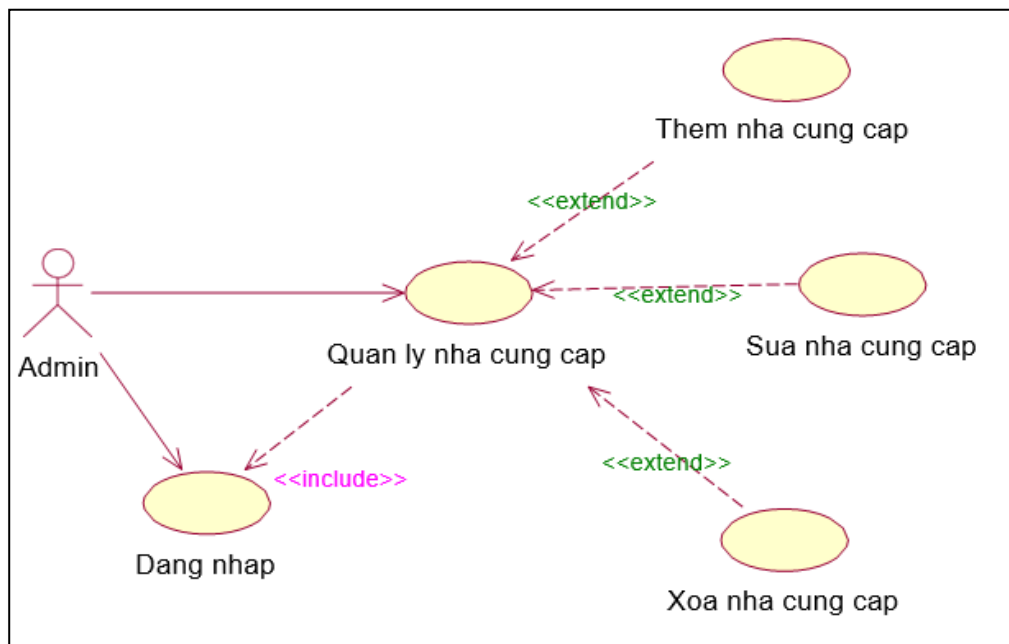 Them nha cung cap
<<extend>>
<<extend>>
Sua nha cung cap
Quan ly nha cung cap
Admin
<<extend>>
<<include>>
Dang nhap
Xoa nha cung cap